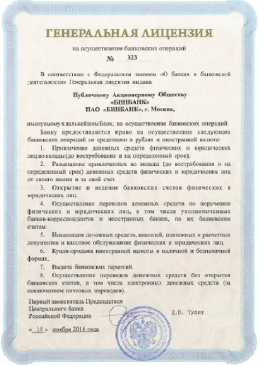 ГЕНЕРАЛЬНАЯ ЛИЦЕНЗИЯ
на осуществление банковских операций
№ 323
В соответствии с Федеральным законом «О банках и банковской
деятельности» Генеральная лицензия выдана
Публичному Акционерному Обществу
«БИНБАНК»
ПАО «БИНБАНК», г. Москва,
именуемому в дальнейшем Банк, на осуществление банковских операций.
Банку предоставляется право на осуществление следующих
банковских операций со средствами в рублях и иностранной валюте:
1. Привлечение денежных средств физических и юридических
лиц во вклады (до востребования и на определенный срок).
2. Размещение привлеченных во вклады (до востребования и на
определенный срок) денежных средств физических и юридических лиц
от своего имени и за свой счет.
3. Открытие и ведение банковских счетов физических и
юридических лиц.
4. Осуществление переводов денежных средств по поручению
физических и юридических лиц, в том числе уполномоченных
банков-корреспондентов и иностранных банков, по их банковским
счетам.
5. Инкассация денежных средств, векселей, платежных и расчетных
документов и кассовое обслуживание физических и юридических лиц.
6. Купля-продажа иностранной валюты в наличной и безналичной
формах.
7. Выдача банковских гарантий.
8. Осуществление переводов денежных средств без открытия
банковских счетов, в том числе электронных денежных средств (за
исключением почтовых переводов).
Первый заместитель Председателя
Центрального банка
Российской Федерации
Д.В. Тулин
« 18 » ноября 2016 года